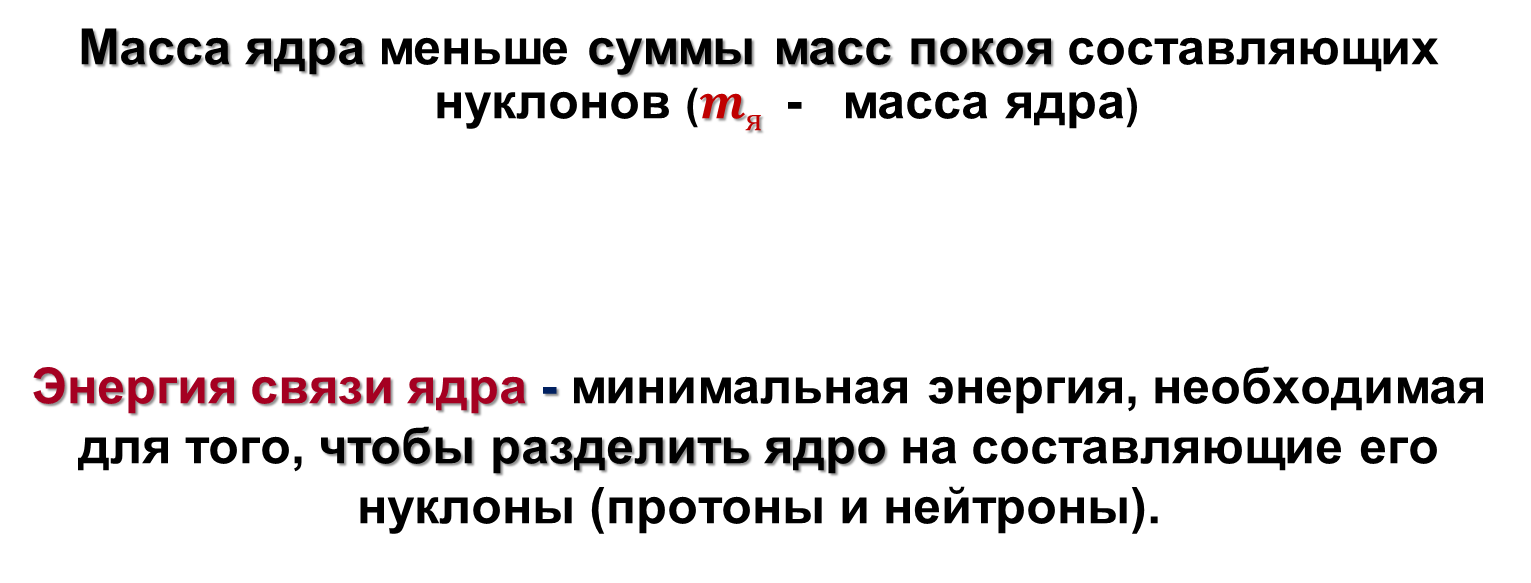 Масса ядра меньше суммы масс покоя составляющих
нуклонов (mя - масса ядра)
Энергия связи ядра - минимальная энергия, необходимая
для того, чтобы разделить ядро на составляющие его
нуклоны (протоны и нейтроны).